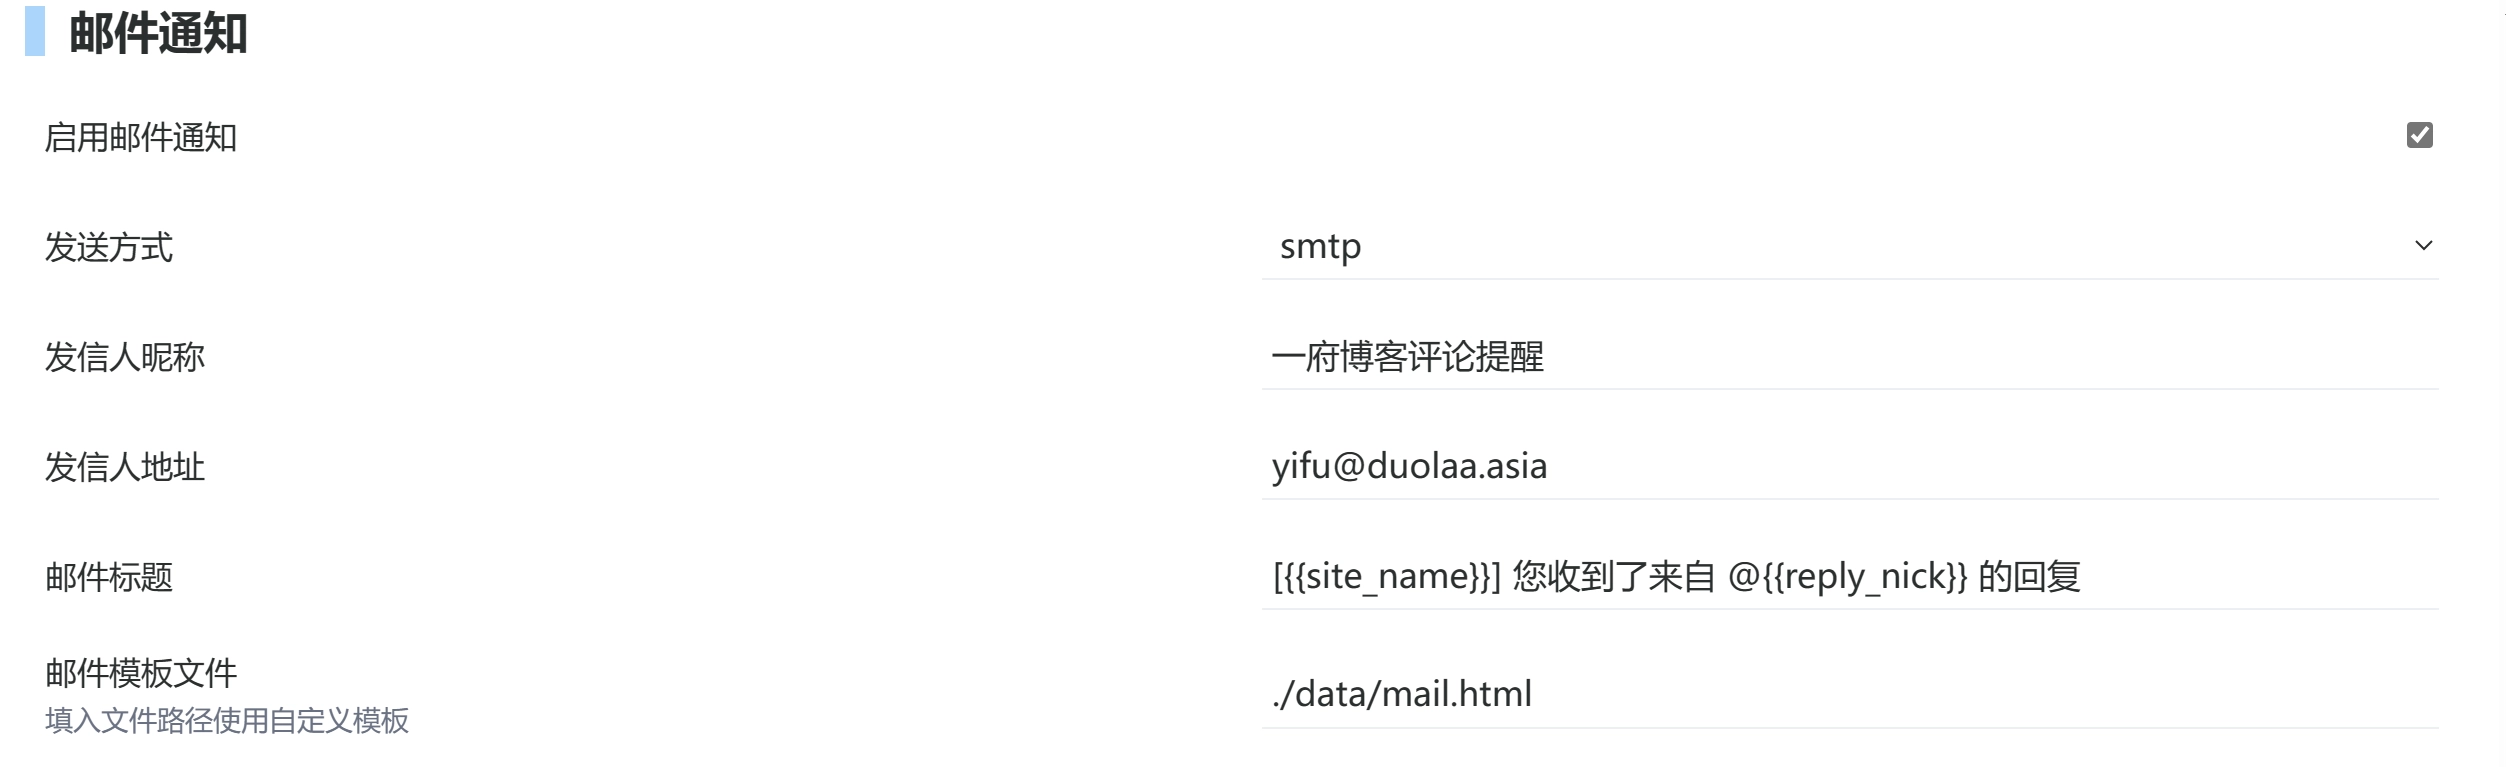 邮件通知
启用邮件通知
发送方式
smtp
发信人昵称
一府博客评论提醒
发信人地址
yifu@duolaa.asia
邮件标题
[{{site_name}}] 您收到了来自 @{{reply_nick}} 的回复
邮件模板文件
./data/mail.html
填入文件路径使用自定义模板